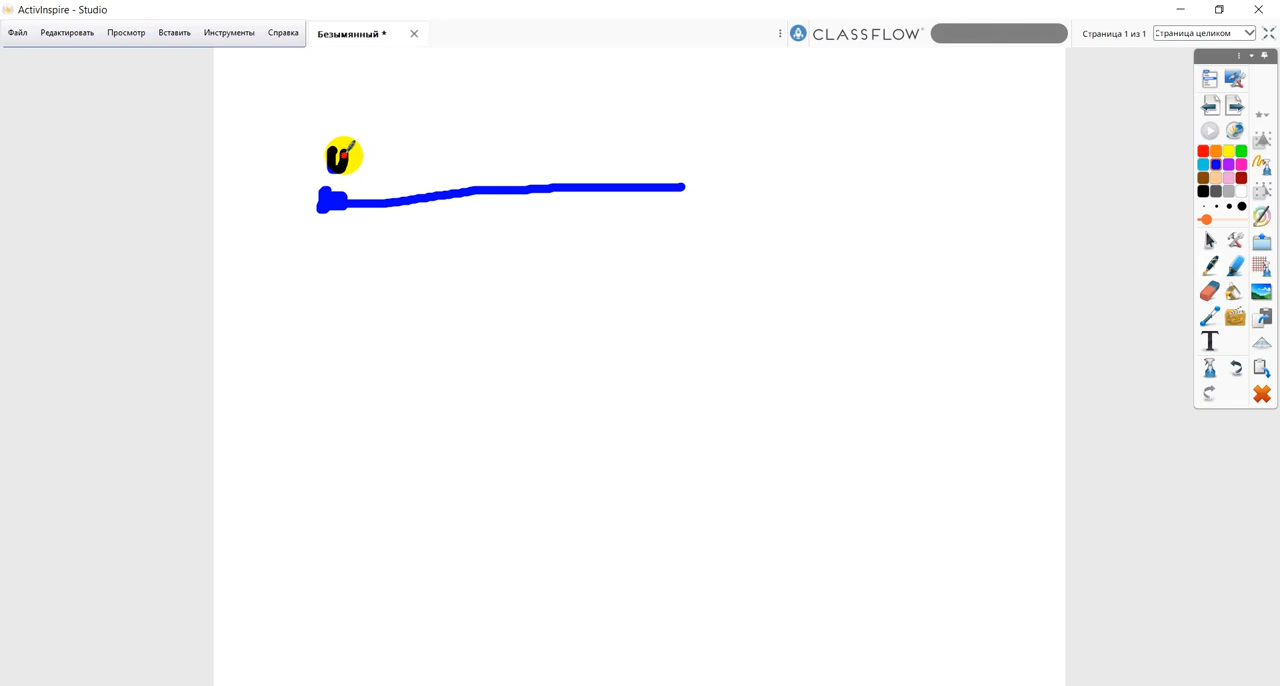 ActivInspire - Studio
Файл Редактировать Просмотр Вставить Инструменты Справка Безымянный * CLASSFLOW Страница 1 из 1 Страница целиком